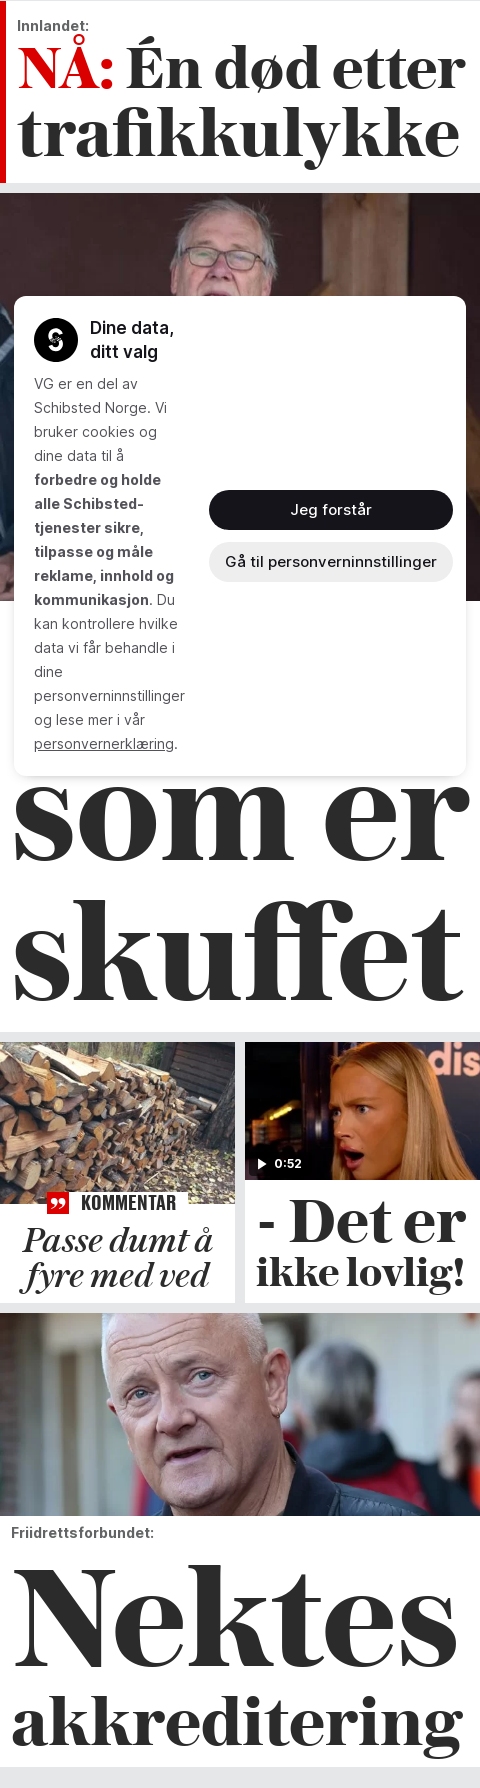 Innlandet:
NÅ: Én død etter
trafikkulykke
Dine data,
ditt valg
VG er en del av
Schibsted Norge. Vi
bruker cookies og
dine data til å
forbedre og holde
alle Schibsted-
tjenester sikre,
tilpasse og måle
reklame, innhold og
kommunikasjon. Du
kan kontrollere hvilke
data vi får behandle i
dine
personverninnstillinger
og lese mer i vår
personvernerklæring.
Jeg forstår
Gå til personverninnstillinger
som er
skuffet
KOMMENTAR
Passe dumt å
fyre med ved
dis
0:52
- Det er
ikke lovlig!
Friidrettsforbundet:
Nektes
akkreditering